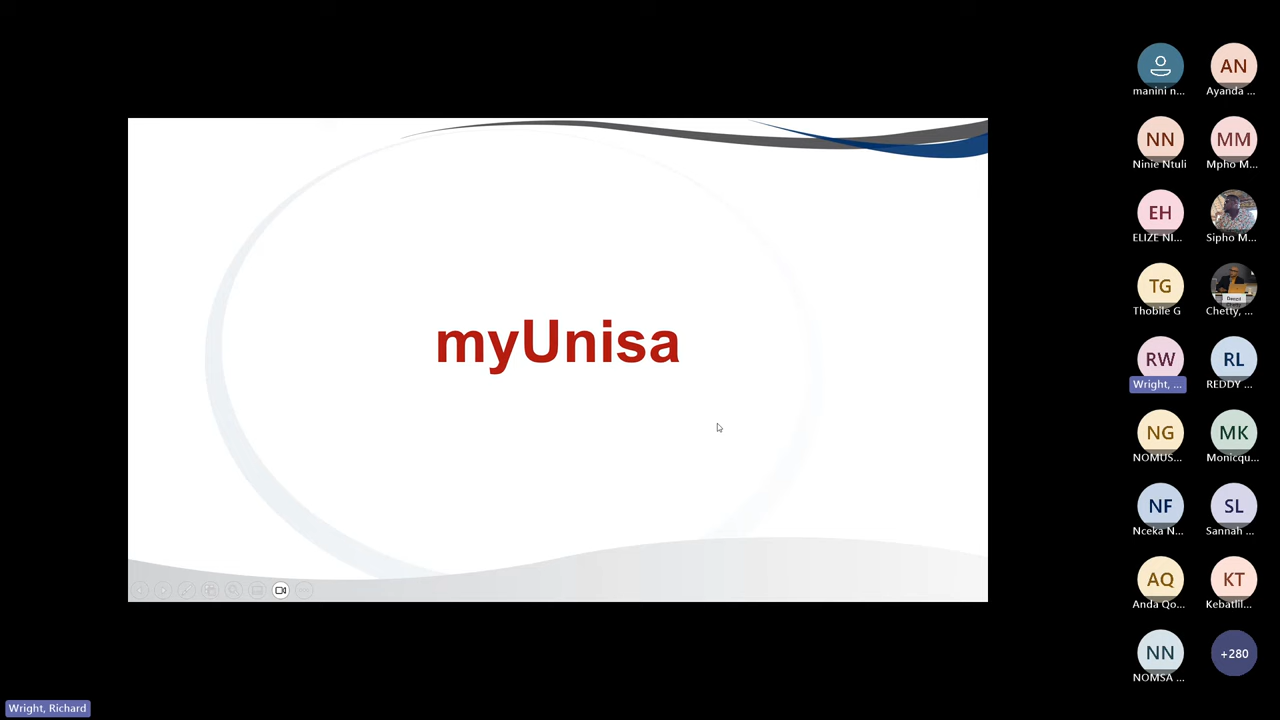 myUnisa
manini n...
AN
Ayanda ...
NN
Ninie Ntuli
MM
Mpho M...
EH
ELIZE NI...
Sipho M...
TG
Thobile G
Chetty, ...
RW
Wright, ...
RL
REDDY ...
NG
NOMUS...
MK
Monicqu...
NF
Nceka N...
SL
Sannah ...
AQ
Anda Qo...
KT
Kebatlil...
NN
NOMSA ...
+280
Wright, Richard